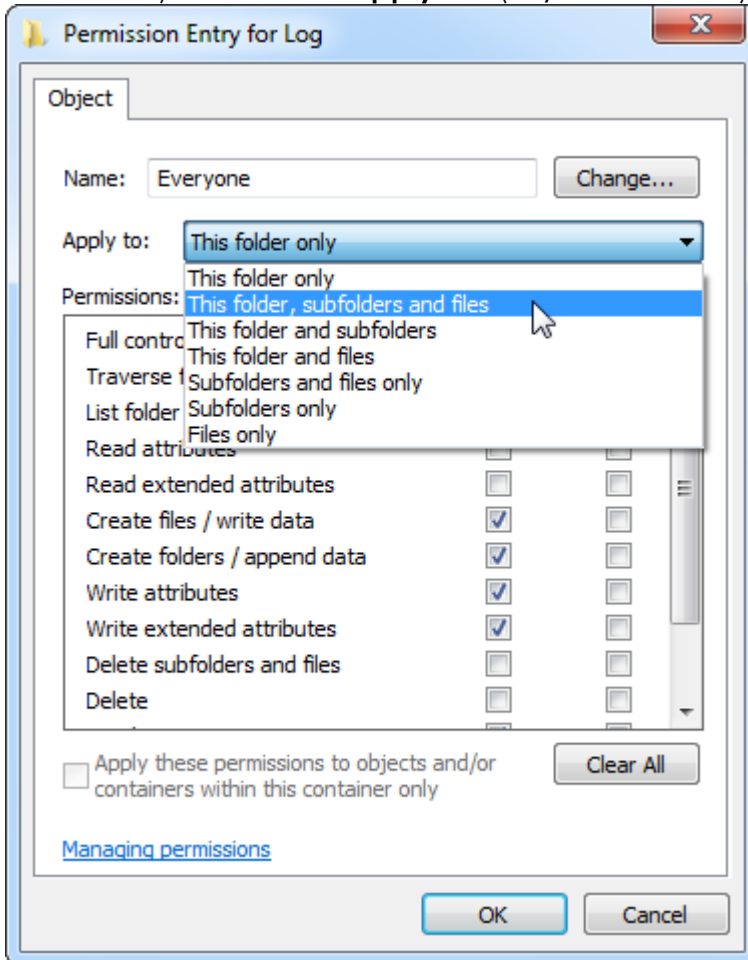 Apply
Permission Entry for Log
Object
Name: Everyone Change...
Apply to: This folder only
This folder only
Permissions: This folder, subfolders and files
Full contro This folder and subfolders
This folder and files
Traverse Subfolders and files only
List folder Subfolders only
Files only
Read attributes
Read extended attributes
Create files / write data
Create folders / append data
Write attributes
Write extended attributes
Delete subfolders and files
Delete
Apply these permissions to objects and/or
containers within this container only
Clear All
Managing permissions
OK Cancel